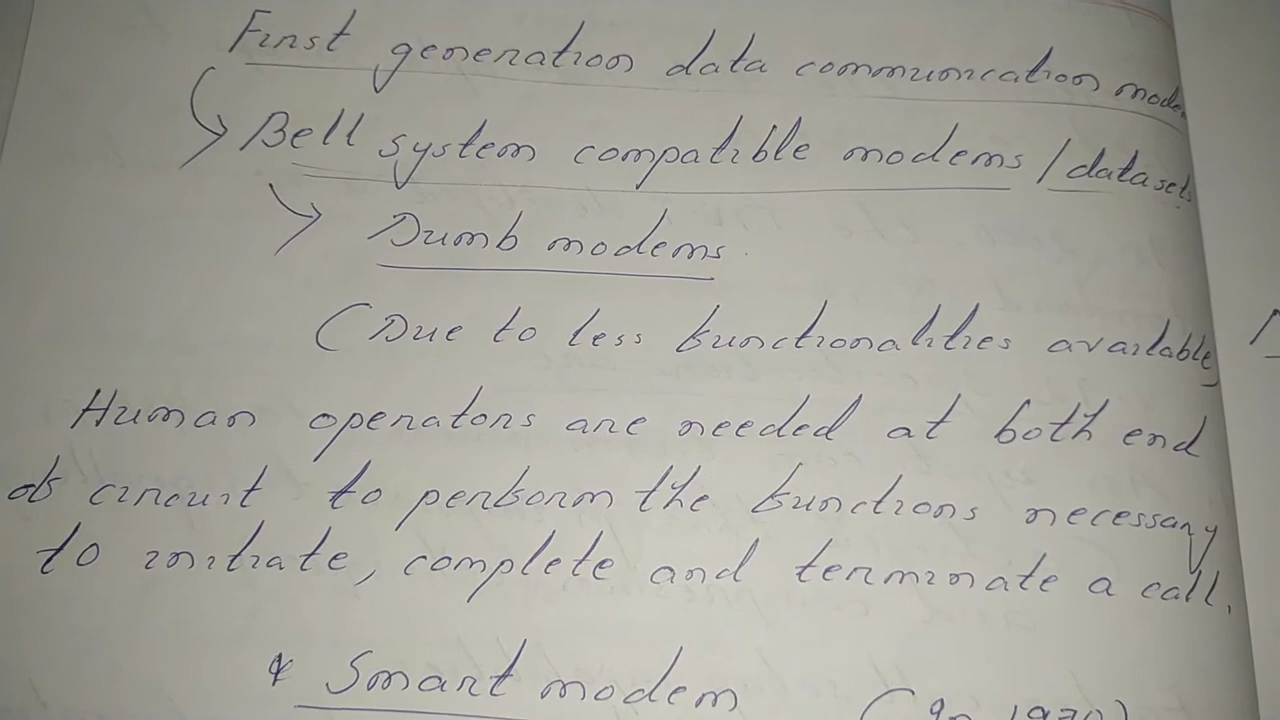 First generation data communication
Bell system compatible modems / datasets
Dumb modems.
(Due to less functionalities available)
Human operators are needed at both end
of circuit to perform the functions necessary
to initiate, complete and terminate a call.
* Smart modem (In 1970)